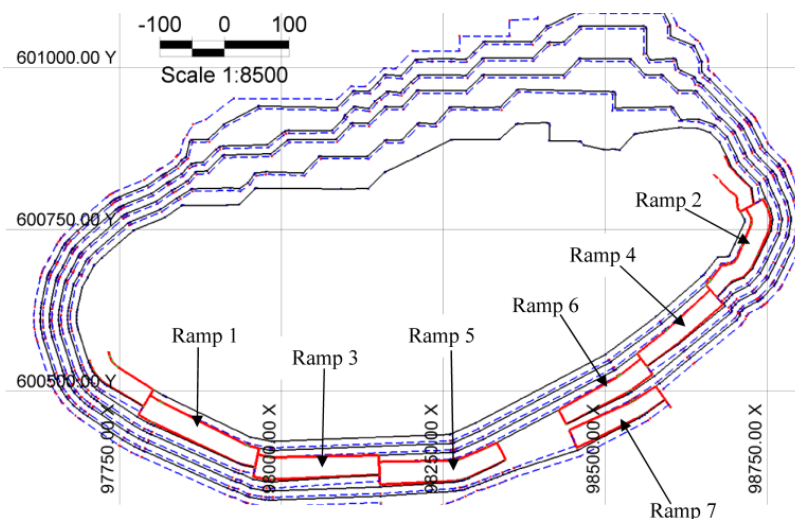 -100 0 100
Scale 1:8500
601000.00 Y
600750.00 Y
600500.00 Y
Ramp 2
Ramp 4
Ramp 6
Ramp 1
Ramp 3
Ramp 5
Ramp 7
97750.00 X
98000.00 X
98250.00 X
98500.00 X
98750.00 X